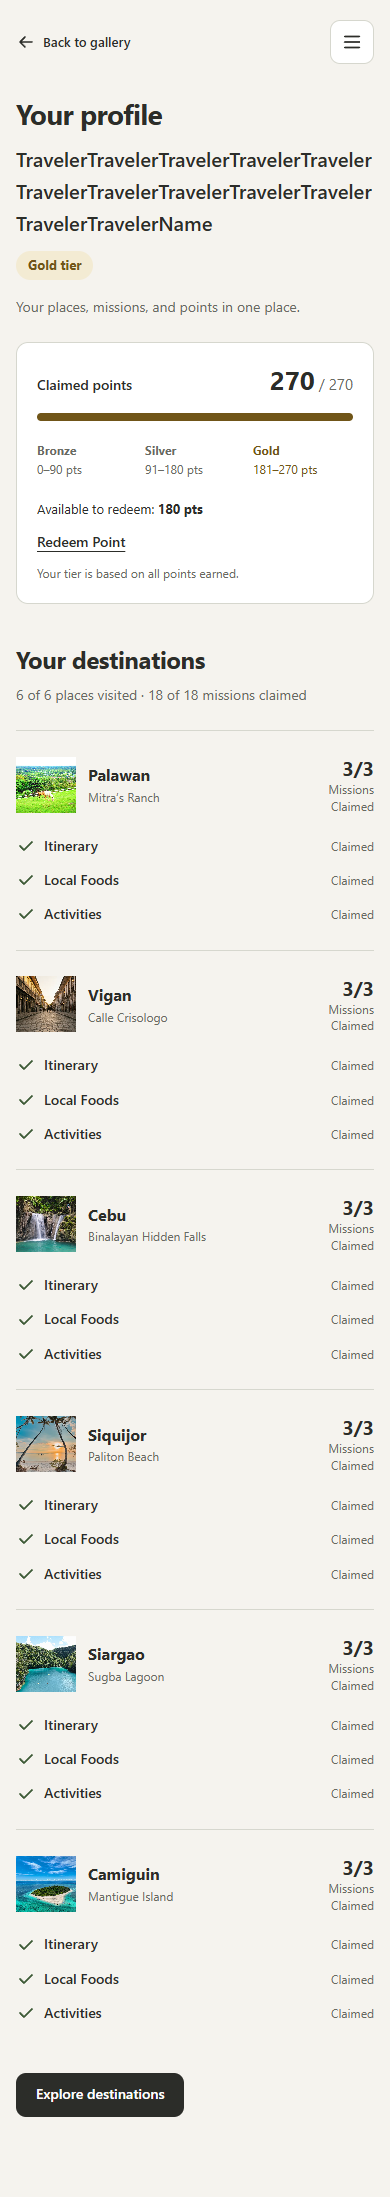 Back to gallery
Your profile
TravelerTravelerTravelerTravelerTraveler
TravelerTravelerTravelerTravelerTraveler
TravelerTravelerName
Gold tier
Your places, missions, and points in one place.
Claimed points 270 / 270
Bronze Silver Gold
0–90 pts 91–180 pts 181–270 pts
Available to redeem: 180 pts
Redeem Point
Your tier is based on all points earned.
Your destinations
6 of 6 places visited · 18 of 18 missions claimed
Palawan 3/3
Mitra's Ranch Missions
Claimed
Itinerary Claimed
Local Foods Claimed
Activities Claimed
Vigan 3/3
Calle Crisologo Missions
Claimed
Itinerary Claimed
Local Foods Claimed
Activities Claimed
Cebu 3/3
Binalayan Hidden Falls Missions
Claimed
Itinerary Claimed
Local Foods Claimed
Activities Claimed
Siquijor 3/3
Paliton Beach Missions
Claimed
Itinerary Claimed
Local Foods Claimed
Activities Claimed
Siargao 3/3
Sugba Lagoon Missions
Claimed
Itinerary Claimed
Local Foods Claimed
Activities Claimed
Camiguin 3/3
Mantigue Island Missions
Claimed
Itinerary Claimed
Local Foods Claimed
Activities Claimed
Explore destinations